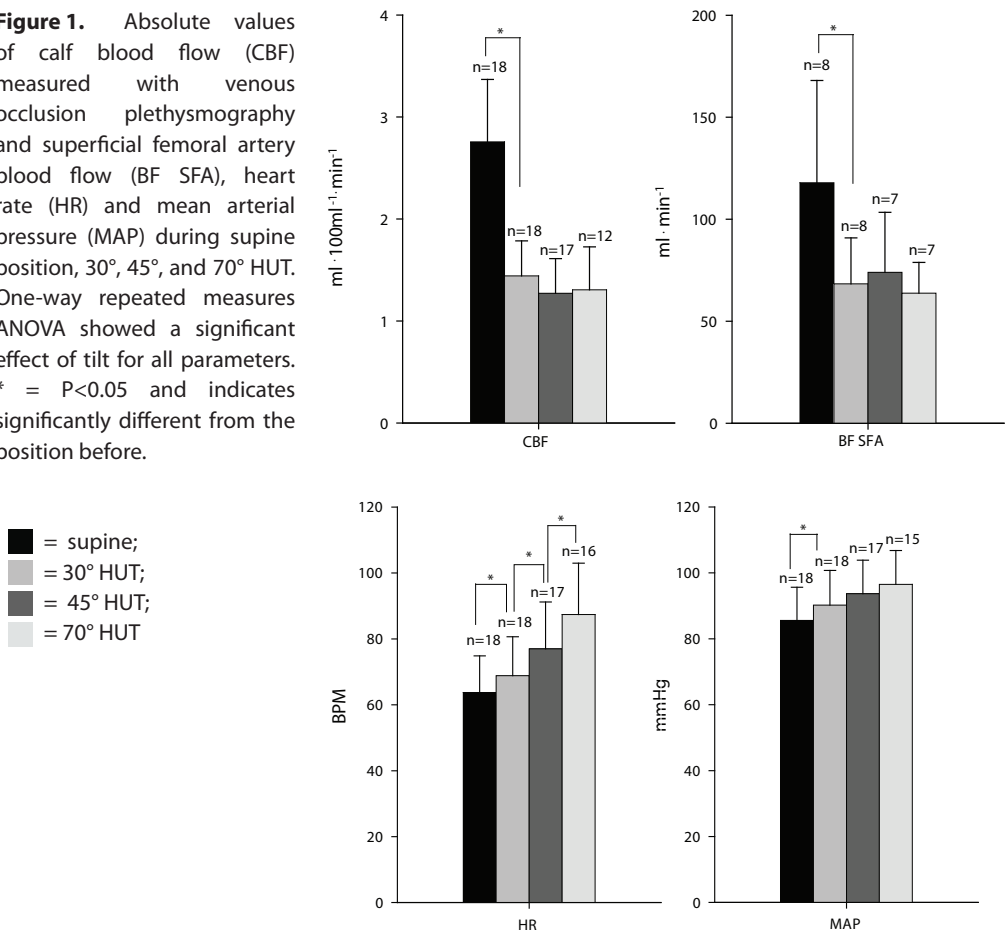 Figure 1. Absolute values
of calf blood flow (CBF)
measured with venous
occlusion plethysmography
and superficial femoral artery
blood flow (BF SFA), heart
rate (HR) and mean arterial
pressure (MAP) during supine
position, 30°, 45°, and 70° HUT.
One-way repeated measures
ANOVA showed a significant
effect of tilt for all parameters.
* = P<0.05 and indicates
significantly different from the
position before.
= supine;
= 30° HUT;
= 45° HUT;
= 70° HUT
4
3
2
1
0
ml · 100ml⁻¹·min⁻¹
*
n=18
n=18
n=17
n=12
CBF
200
150
100
50
0
ml · min⁻¹
*
n=8
n=8
n=7
n=7
BF SFA
120
100
80
60
40
20
0
BPM
*
*
*
n=18
n=18
n=17
n=16
HR
120
100
80
60
40
20
0
mmHg
*
n=18
n=18
n=17
n=15
MAP